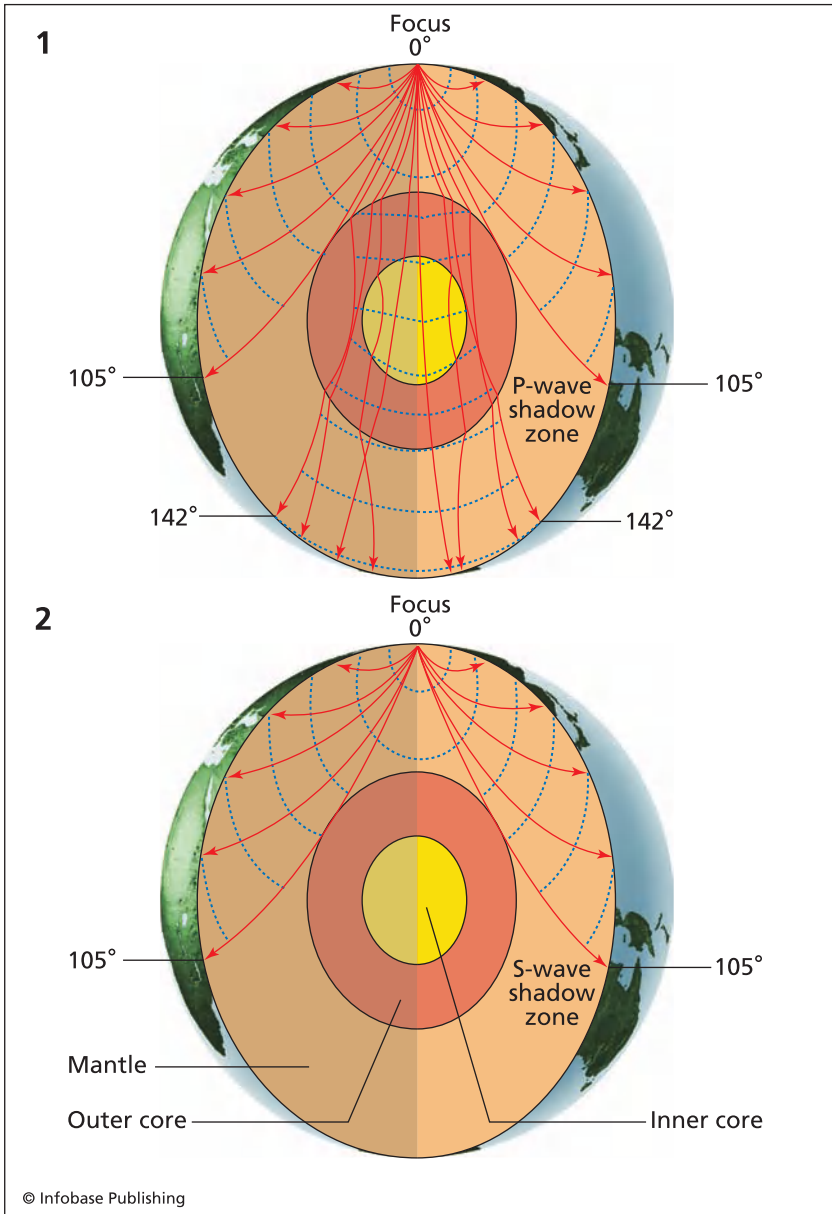 1
Focus
0°
105°
105°
P-wave
shadow
zone
142°
142°
2
Focus
0°
105°
105°
S-wave
shadow
zone
Mantle
Outer core
Inner core
© Infobase Publishing